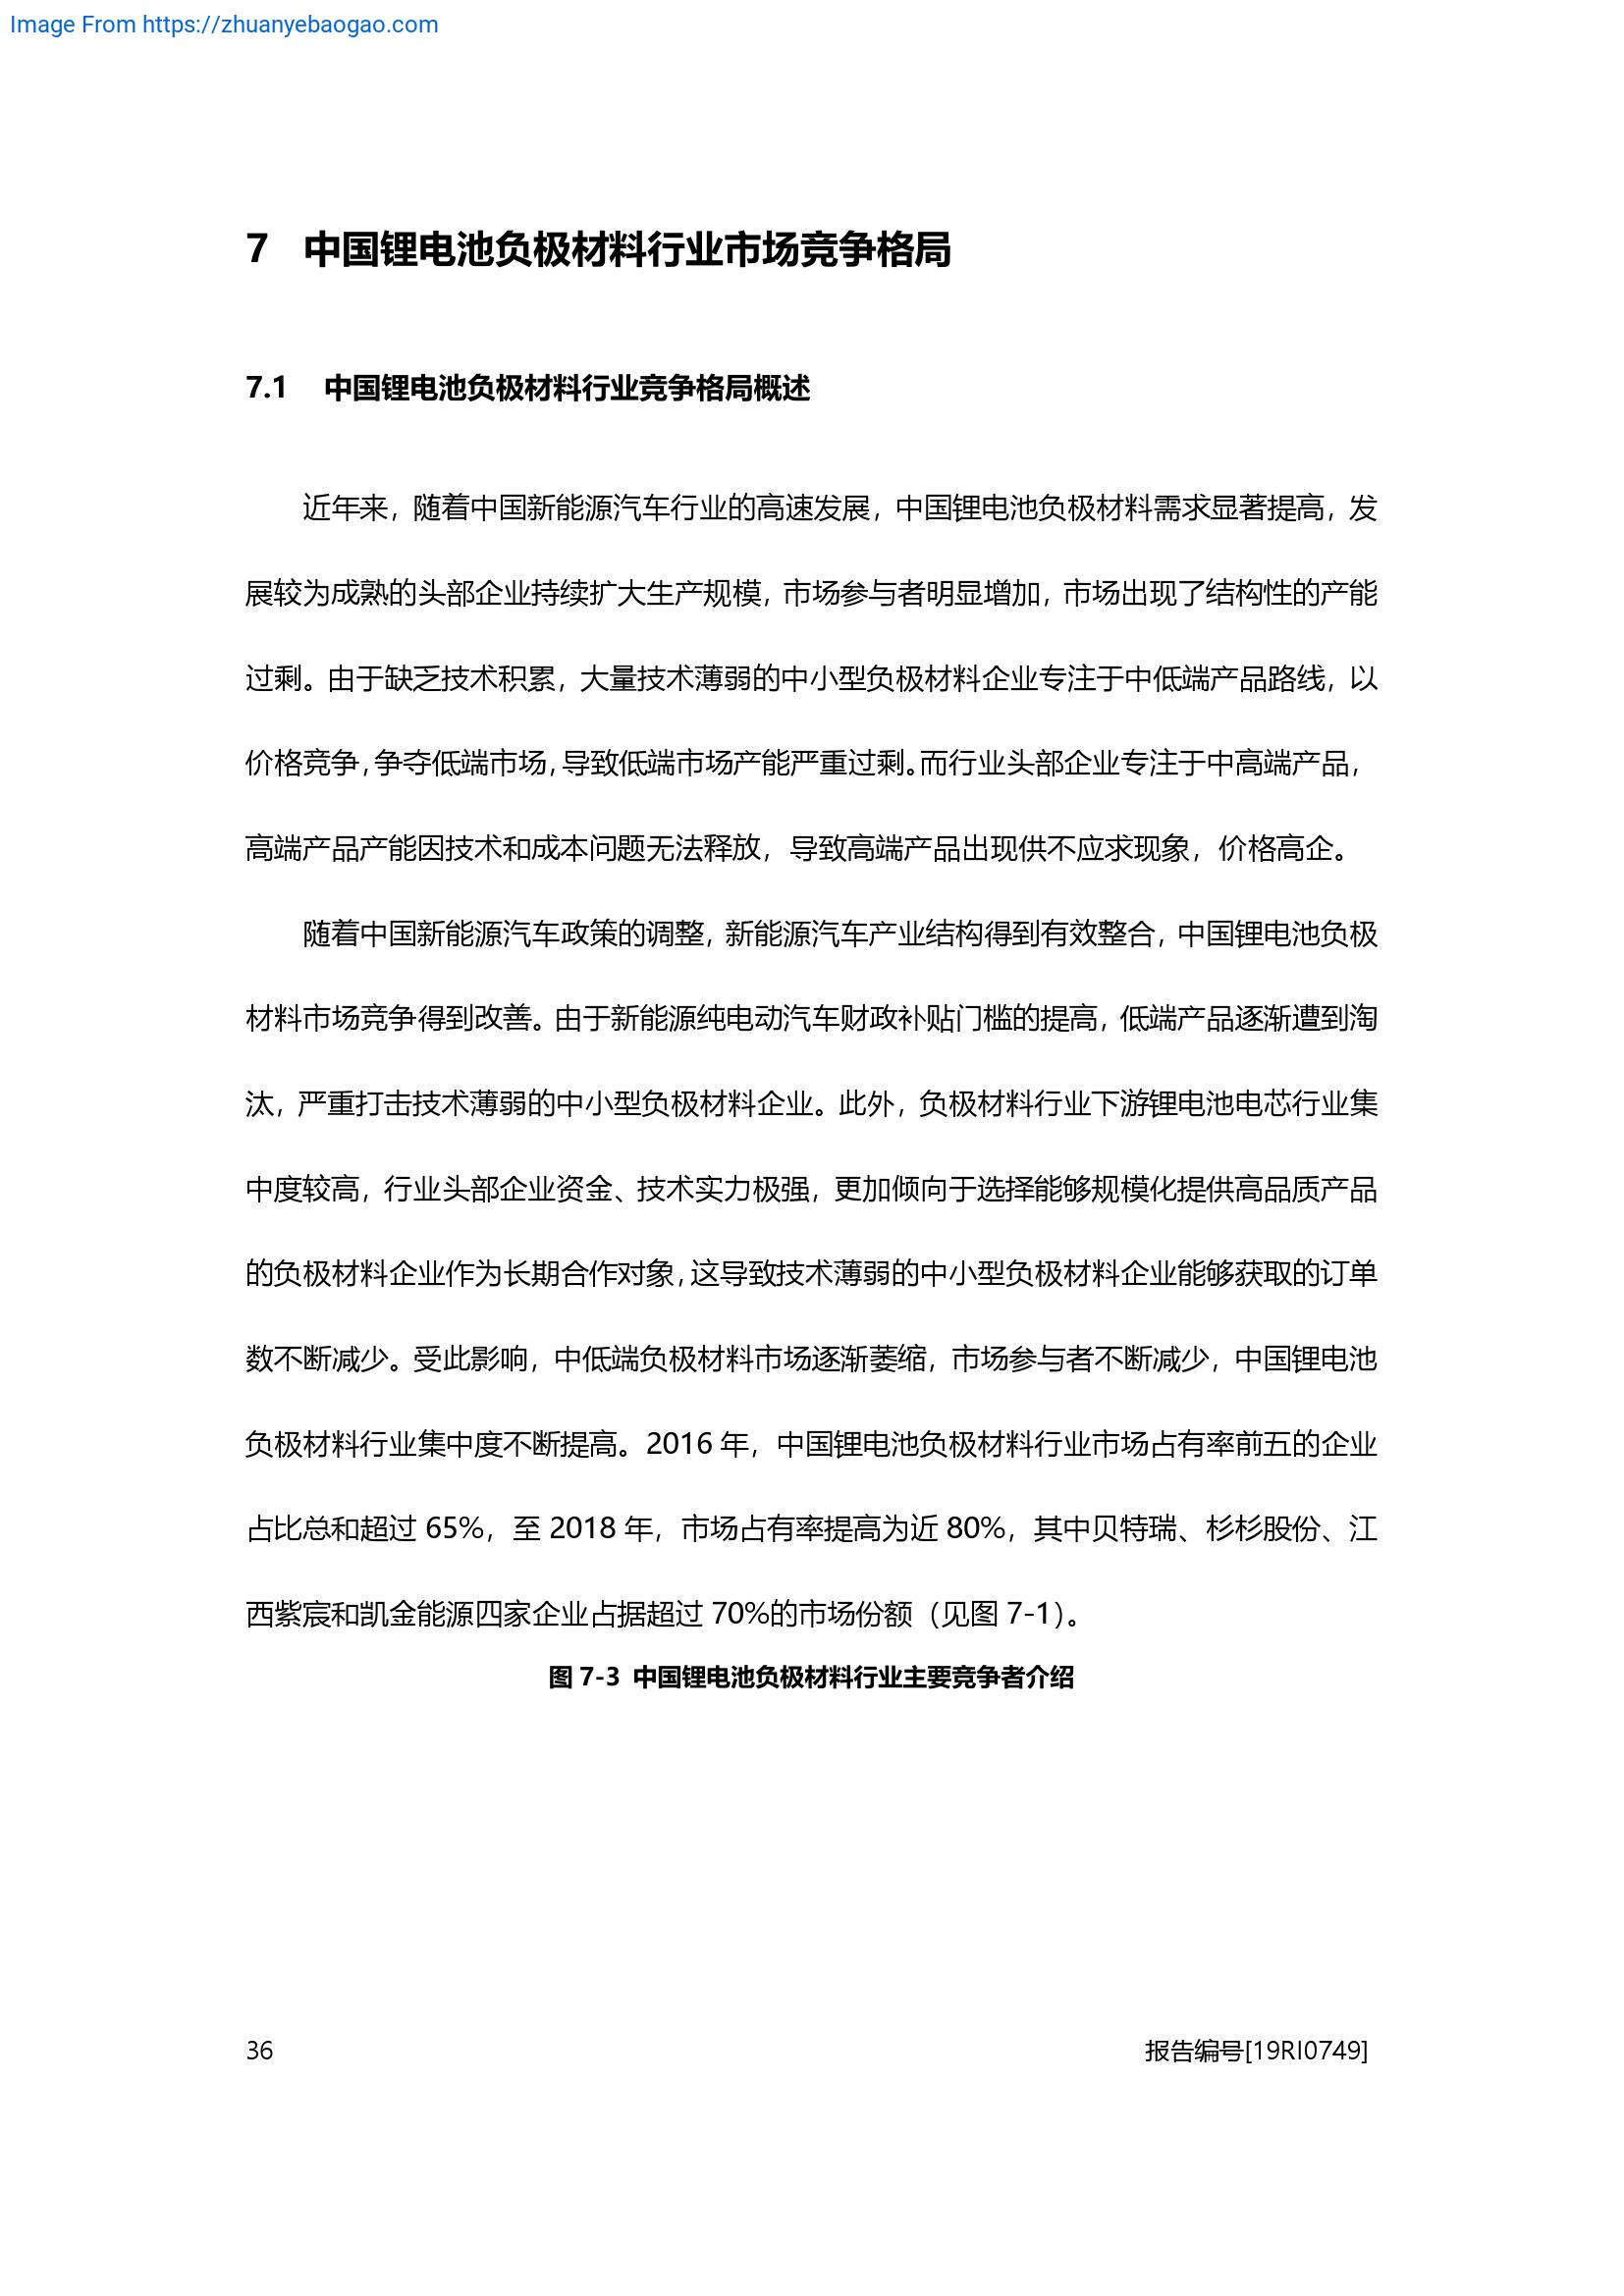 Image From https://zhuanyebaogao.com
7 中国锂电池负极材料行业市场竞争格局
7.1 中国锂电池负极材料行业竞争格局概述
近年来，随着中国新能源汽车行业的高速发展，中国锂电池负极材料需求显著提高，发
展较为成熟的头部企业持续扩大生产规模，市场参与者明显增加，市场出现了结构性的产能
过剩。由于缺乏技术积累，大量技术薄弱的中小型负极材料企业专注于中低端产品路线，以
价格竞争，争夺低端市场，导致低端市场产能严重过剩。而行业头部企业专注于中高端产品，
高端产品产能因技术和成本问题无法释放，导致高端产品出现供不应求现象，价格高企。
随着中国新能源汽车政策的调整，新能源汽车产业结构得到有效整合，中国锂电池负极
材料市场竞争得到改善。由于新能源纯电动汽车财政补贴门槛的提高，低端产品逐渐遭到淘
汰，严重打击技术薄弱的中小型负极材料企业。此外，负极材料行业下游锂电池电芯行业集
中度较高，行业头部企业资金、技术实力极强，更加倾向于选择能够规模化提供高品质产品
的负极材料企业作为长期合作对象，这导致技术薄弱的中小型负极材料企业能够获取的订单
数不断减少。受此影响，中低端负极材料市场逐渐萎缩，市场参与者不断减少，中国锂电池
负极材料行业集中度不断提高。2016 年，中国锂电池负极材料行业市场占有率前五的企业
占比总和超过 65%，至 2018 年，市场占有率提高为近 80%，其中贝特瑞、杉杉股份、江
西紫宸和凯金能源四家企业占据超过 70%的市场份额（见图 7-1）。
图 7-3 中国锂电池负极材料行业主要竞争者介绍
36 报告编号[19RI0749]